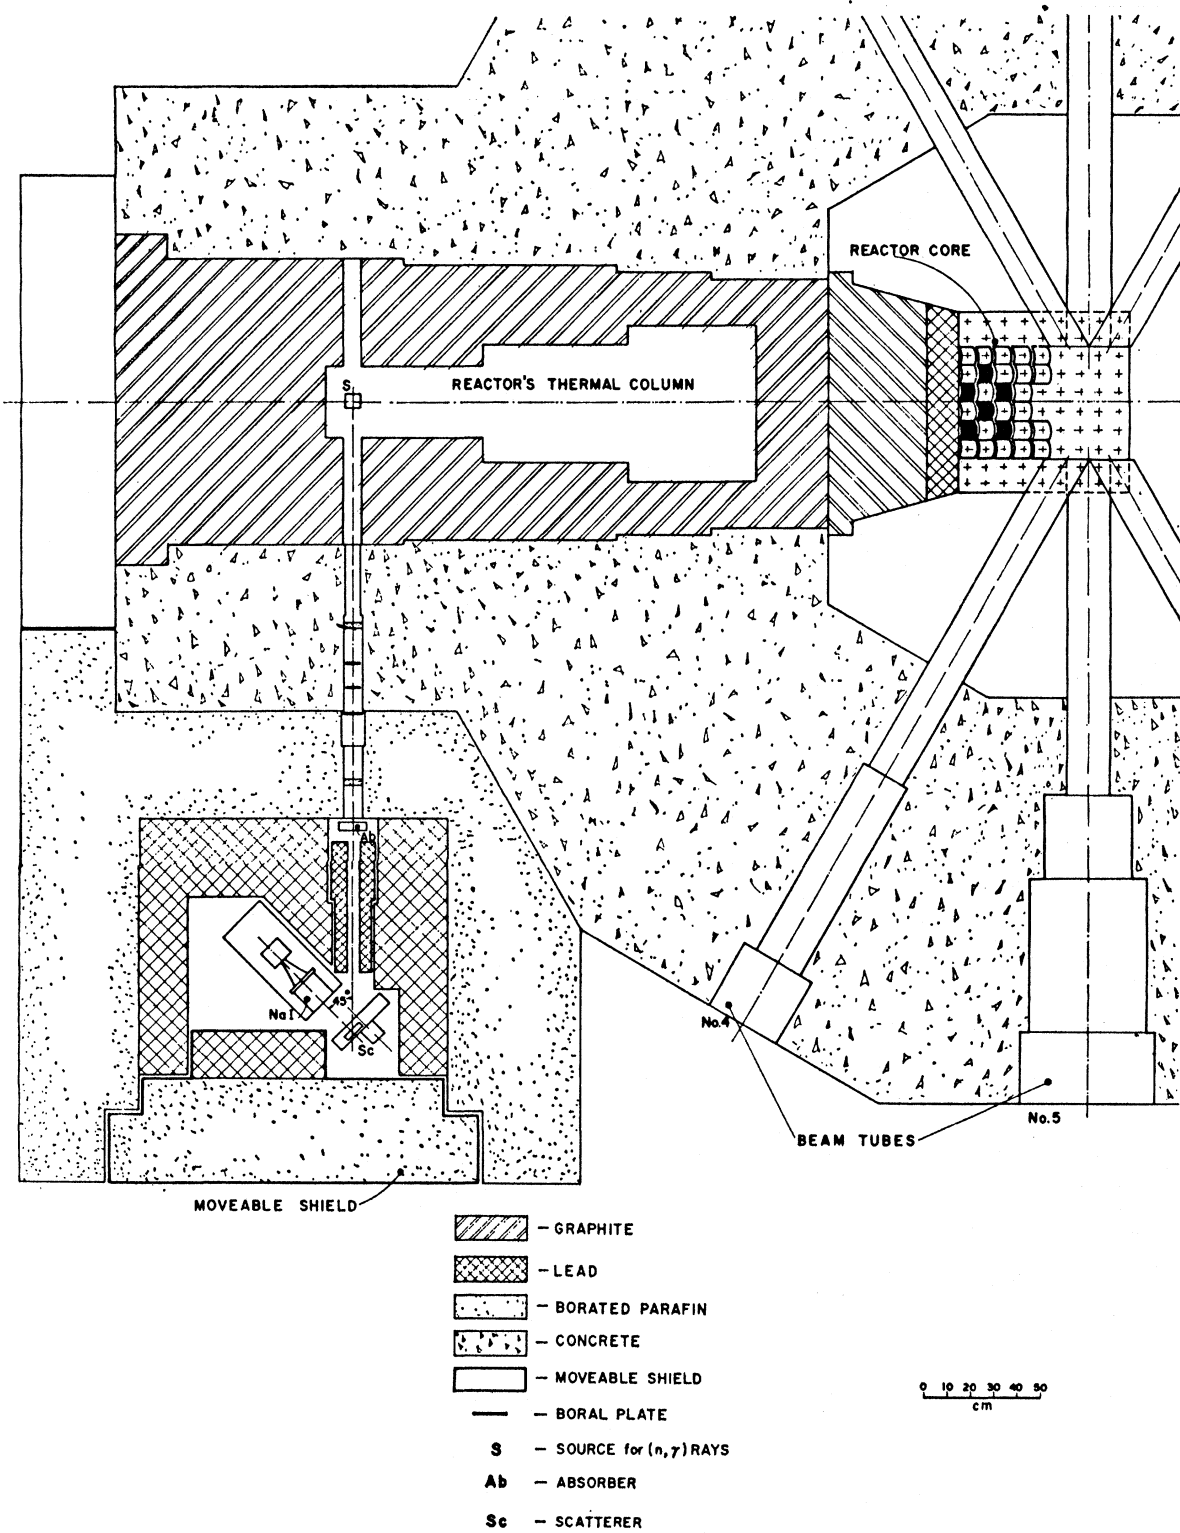 REACTOR CORE
S
REACTOR'S THERMAL COLUMN
Ab
45°
NaI
Sc
No.4
No.5
BEAM TUBES
MOVEABLE SHIELD
– GRAPHITE
– LEAD
– BORATED PARAFIN
– CONCRETE
– MOVEABLE SHIELD
– BORAL PLATE
S – SOURCE for (n,γ) RAYS
Ab – ABSORBER
Sc – SCATTERER
0 10 20 30 40 50
cm